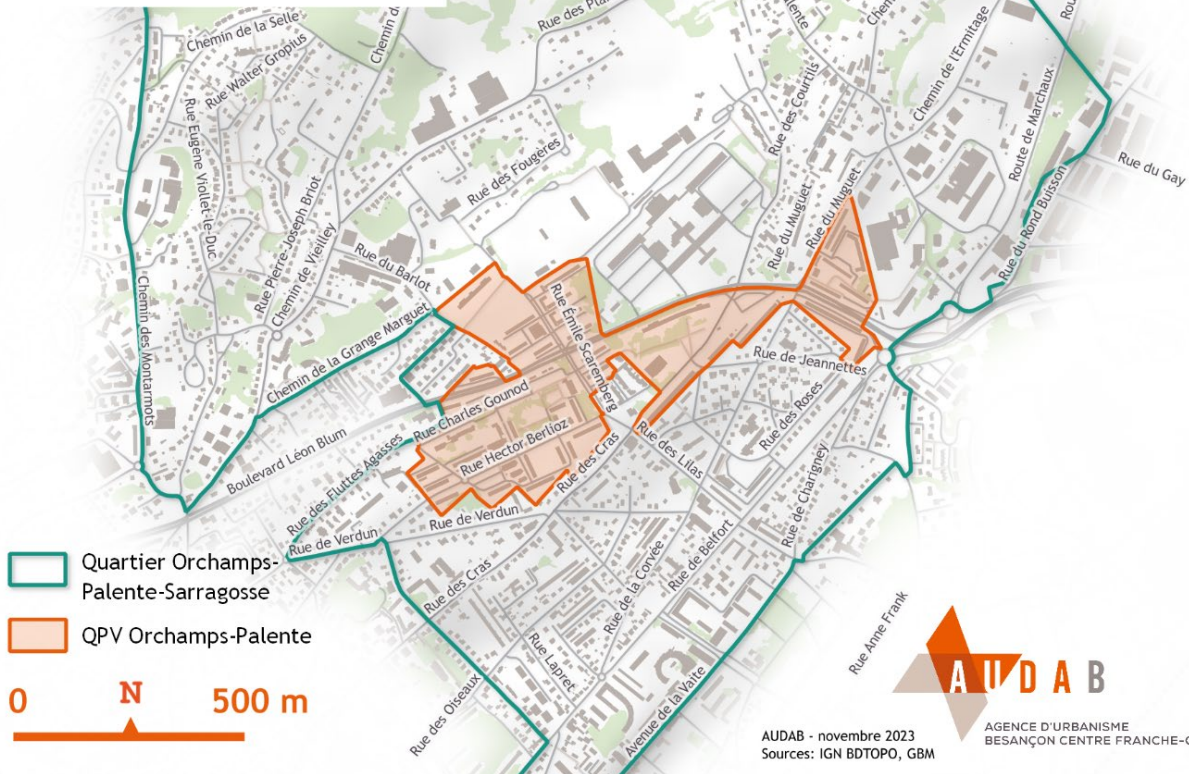 Rue des
Chemin de la Selle
Rue Walter Gropius
Rue Eugène Viollet-le-Duc
Rue Pierre-Joseph Briot
Chemin de Vieilley
Chemin des Montarmots
Rue du Barlot
Rue des Fougères
Chemin de la Grange Marguet
Boulevard Léon Blum
Rue des Fluttes Agasses
Rue Charles Gounod
Rue Hector Berlioz
Rue Émile Scaremberg
Rue des Courtils
Rue du Muguet
Rue du Muguet
Chemin de l'Ermitage
Route de Marchaux
Rue du Gay
Rue du Rond Buisson
Rue de Jeannettes
Rue des Roses
Rue des Lilas
Rue des Cras
Rue de Verdun
Rue de Verdun
Rue des Cras
Rue de Charigney
Rue de Belfort
Rue de la Corvée
Rue Lapret
Rue des Oiseaux
Avenue de la Vaite
Rue Anne Frank
Quartier Orchamps-
Palente-Sarragosse
QPV Orchamps-Palente
0 N 500 m
AUDAB
AGENCE D'URBANISME
BESANÇON CENTRE FRANCHE-C
AUDAB - novembre 2023
Sources: IGN BDTOPO, GBM